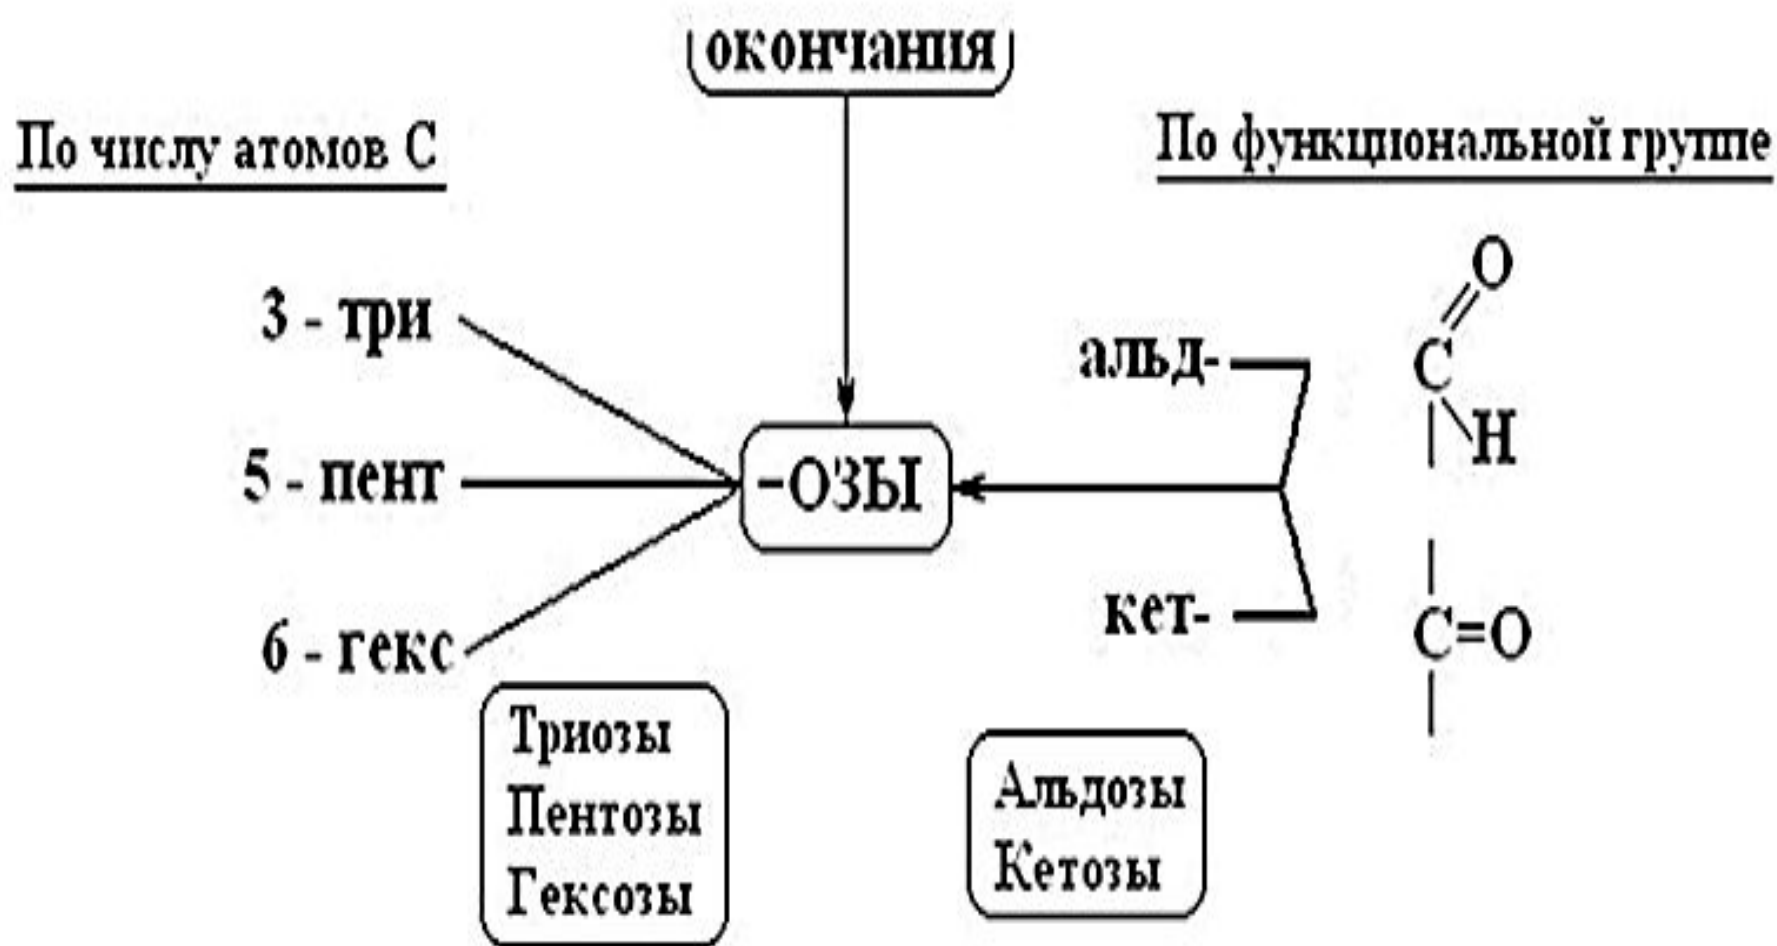 окончания
По числу атомов С
По функциональной группе
3 - три
5 - пент
6 - гекс
-ОЗЫ
альд-
кет-
O
C
H
C=O
Триозы
Пентозы
Гексозы
Альдозы
Кетозы